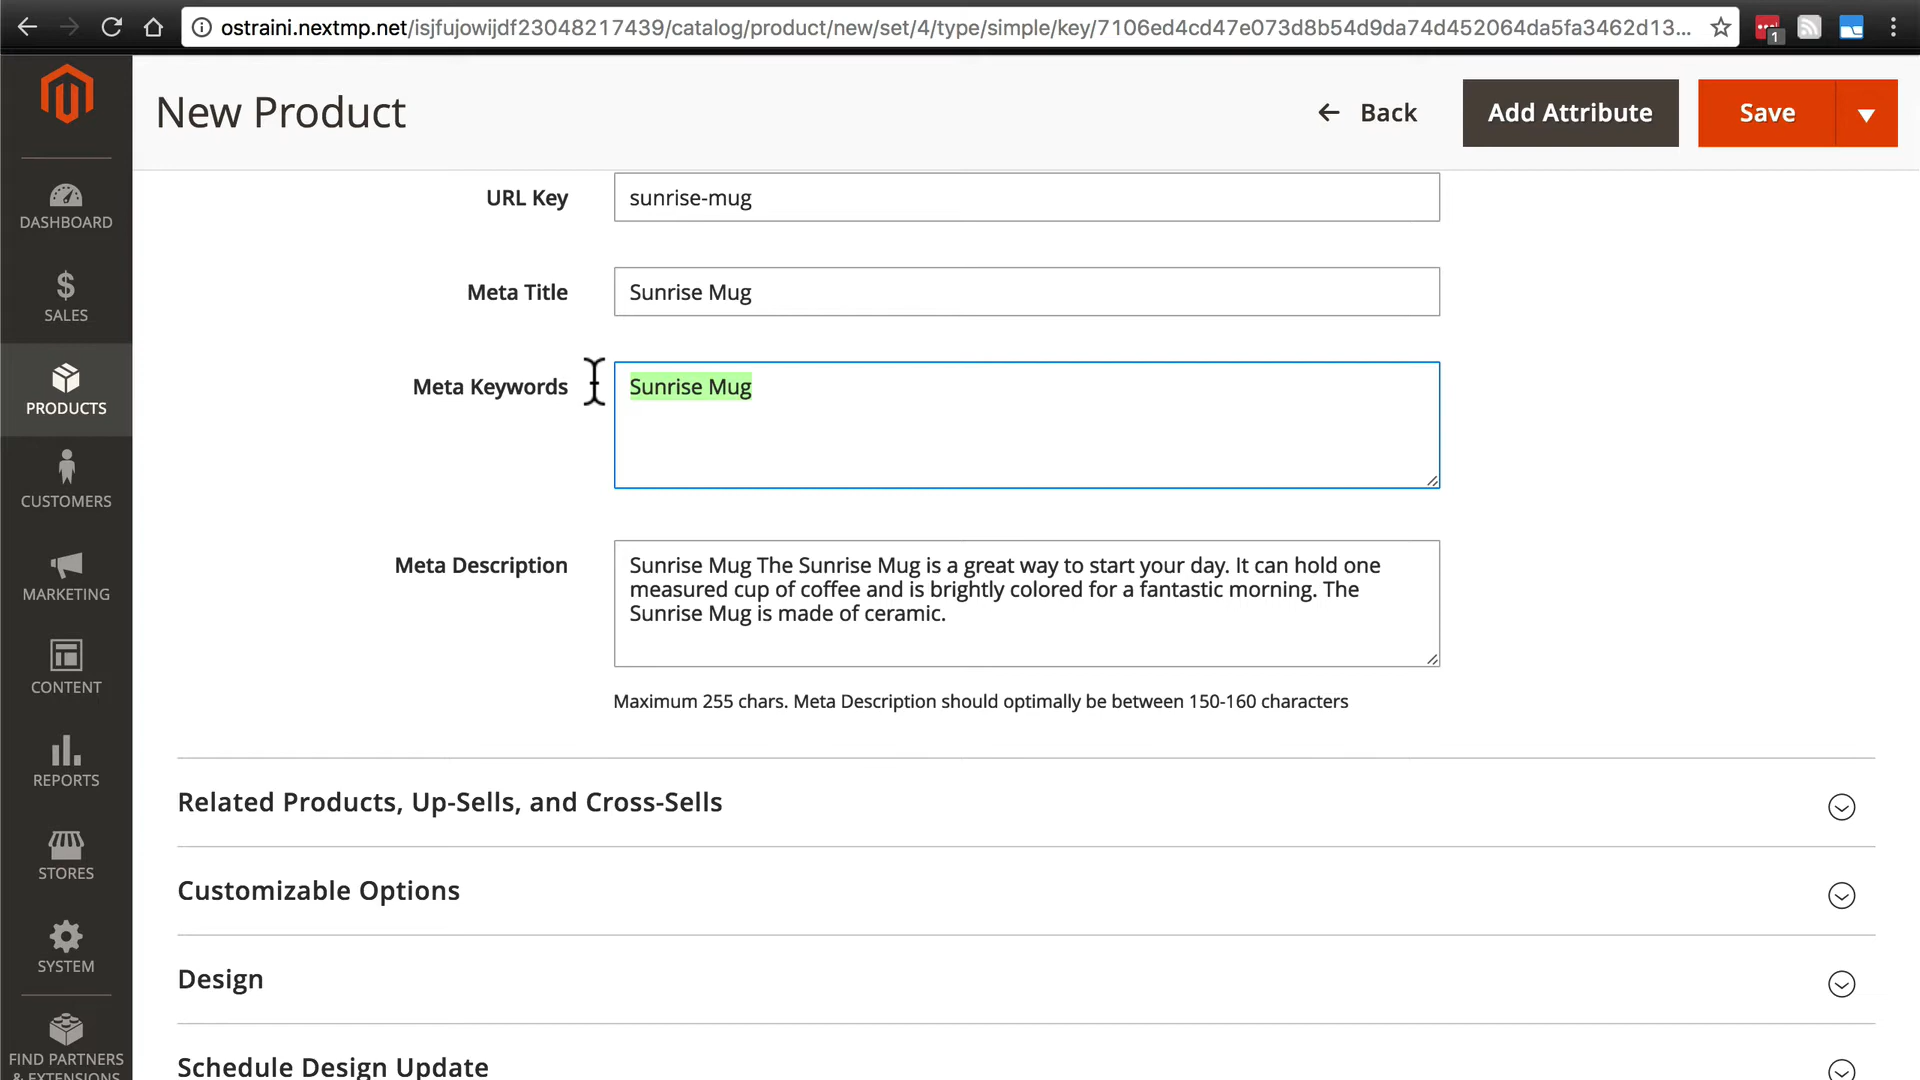 ostraini.nextmp.net/isjfujowijdf23048217439/catalog/product/new/set/4/type/simple/key/7106ed4cd47e073d8b54d9da74d452064da5fa3462d13...
1
New Product
Back
Add Attribute
Save
DASHBOARD
SALES
PRODUCTS
CUSTOMERS
MARKETING
CONTENT
REPORTS
STORES
SYSTEM
FIND PARTNERS
& EXTENSIONS
URL Key
sunrise-mug
Meta Title
Sunrise Mug
Meta Keywords
Sunrise Mug
Meta Description
Sunrise Mug The Sunrise Mug is a great way to start your day. It can hold one
measured cup of coffee and is brightly colored for a fantastic morning. The
Sunrise Mug is made of ceramic.
Maximum 255 chars. Meta Description should optimally be between 150-160 characters
Related Products, Up-Sells, and Cross-Sells
Customizable Options
Design
Schedule Design Update